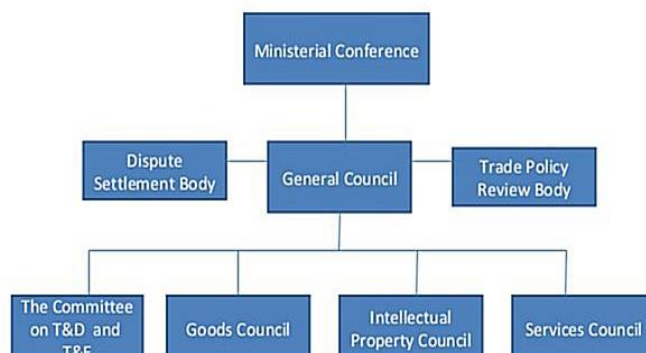 Ministerial Conference
Dispute
Settlement Body
General Council
Trade Policy
Review Body
The Committee
on T&D and
T&E
Goods Council
Intellectual
Property Council
Services Council